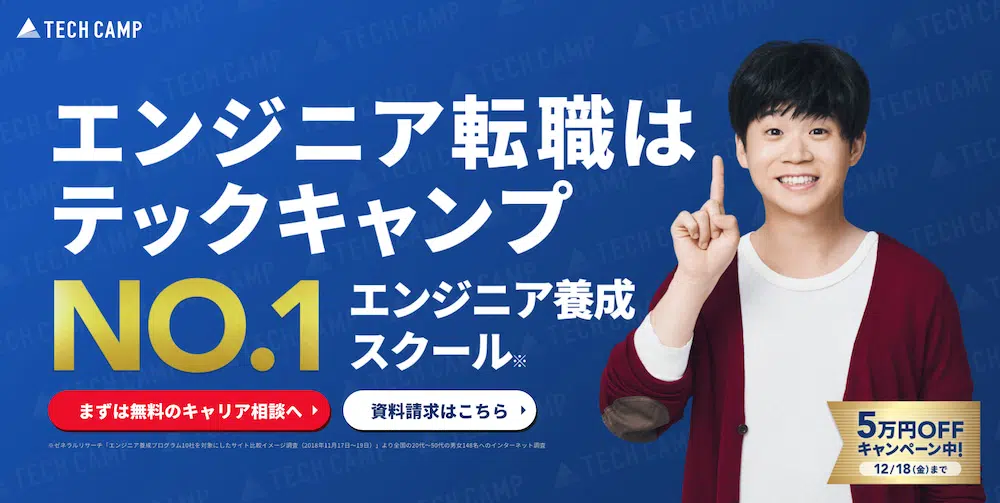 TECH CAMP
エンジニア転職は
テックキャンプ
NO.1
エンジニア養成
スクール※
まずは無料のキャリア相談へ
資料請求はこちら
※ゼネラルリサーチ「エンジニア養成プログラム10社を対象にしたサイト比較イメージ調査(2018年11月17日〜19日)」より全国の20代〜50代の男女148名へのインターネット調査
5万円OFF
キャンペーン中!
12/18(金)まで